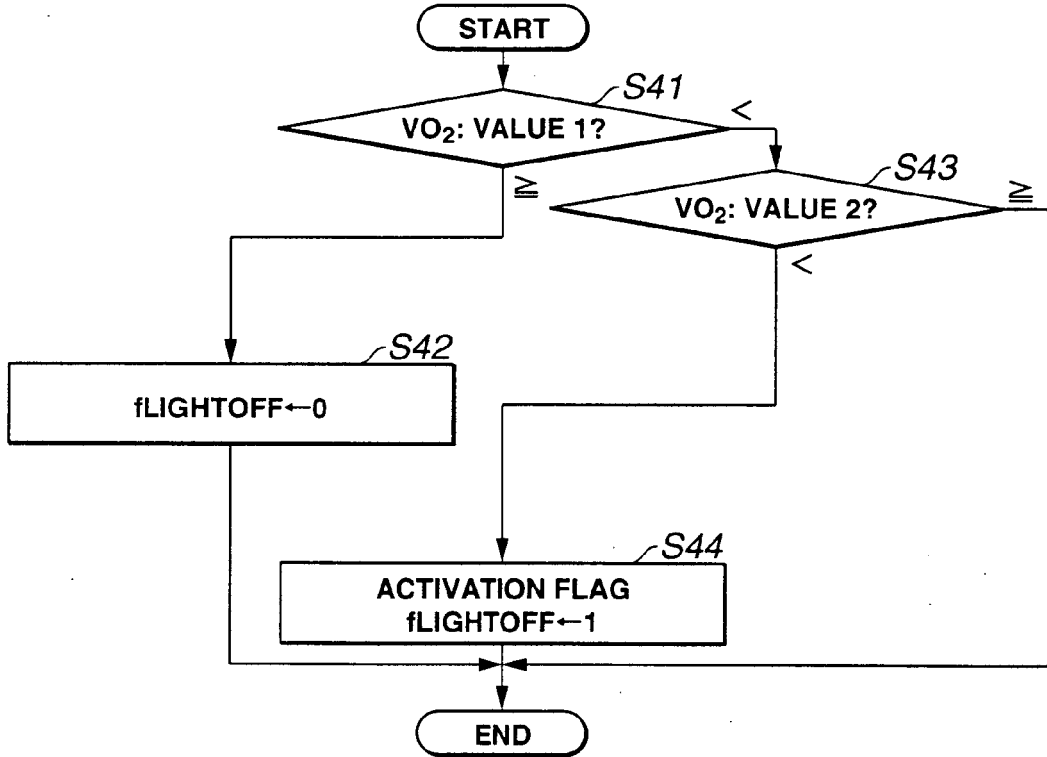 START
S41
VO₂: VALUE 1?
<
≧
S43
VO₂: VALUE 2?
≧
<
S42
fLIGHTOFF←0
S44
ACTIVATION FLAG
fLIGHTOFF←1
END